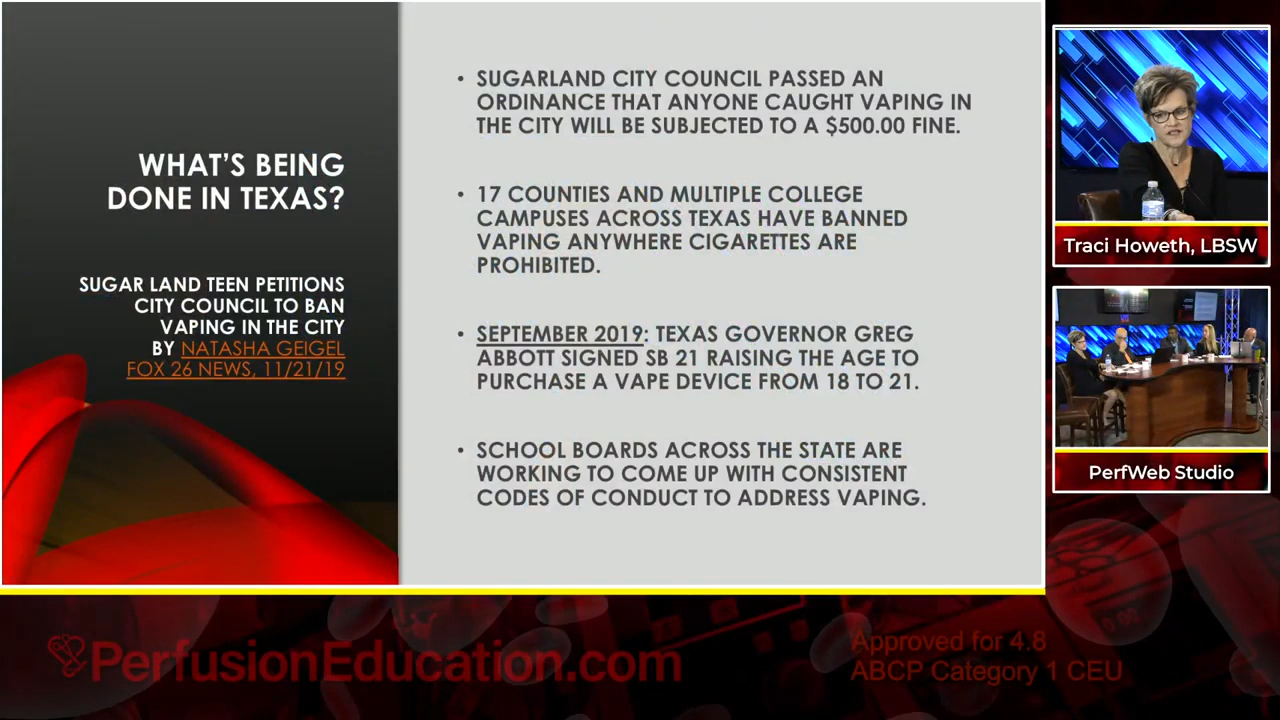 WHAT'S BEING
DONE IN TEXAS?
SUGAR LAND TEEN PETITIONS
CITY COUNCIL TO BAN
VAPING IN THE CITY
BY NATASHA GEIGEL
FOX 26 NEWS, 11/21/19
• SUGARLAND CITY COUNCIL PASSED AN
ORDINANCE THAT ANYONE CAUGHT VAPING IN
THE CITY WILL BE SUBJECTED TO A $500.00 FINE.
• 17 COUNTIES AND MULTIPLE COLLEGE
CAMPUSES ACROSS TEXAS HAVE BANNED
VAPING ANYWHERE CIGARETTES ARE
PROHIBITED.
• SEPTEMBER 2019: TEXAS GOVERNOR GREG
ABBOTT SIGNED SB 21 RAISING THE AGE TO
PURCHASE A VAPE DEVICE FROM 18 TO 21.
• SCHOOL BOARDS ACROSS THE STATE ARE
WORKING TO COME UP WITH CONSISTENT
CODES OF CONDUCT TO ADDRESS VAPING.
Traci Howeth, LBSW
PerfWeb Studio
PerfusionEducation.com
Approved for 4.8
ABCP Category 1 CEU